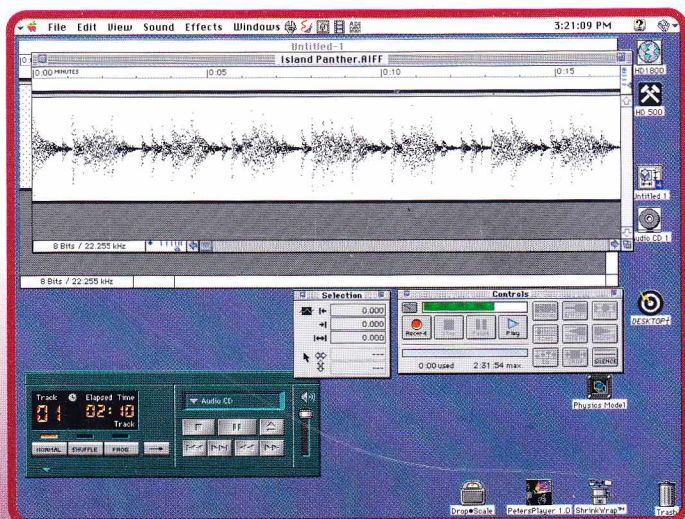 File Edit View Sound Effects Windows 3:21:09 PM
Untitled-1
Island Panther.AIFF
0:00 MINUTES 0:05 0:10 0:15
HD1800
HD 500
Untitled 1
Audio CD 1
8 Bits / 22.255 kHz
8 Bits / 22.255 kHz
Selection
0.000
0.000
0.000
Controls
Record Stop Pause Play
0:00 used 2:31:54 max
SILENCE
DESKTOP
Physics Model
Track Elapsed Time
01 02:10
Track
NORMAL SHUFFLE PROG
Audio CD
Drop•Scale PetersPlayer 1.0 ShrinkWrap™ Trash